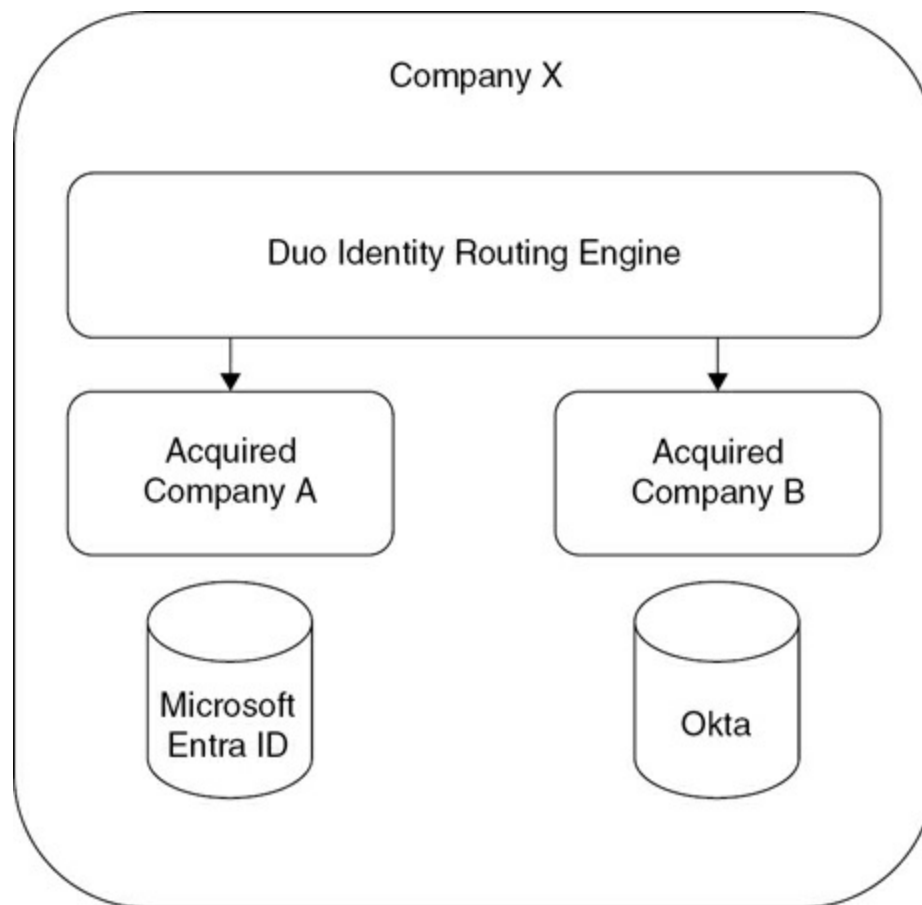 Company X
Duo Identity Routing Engine
Acquired
Company A
Acquired
Company B
Microsoft
Entra ID
Okta